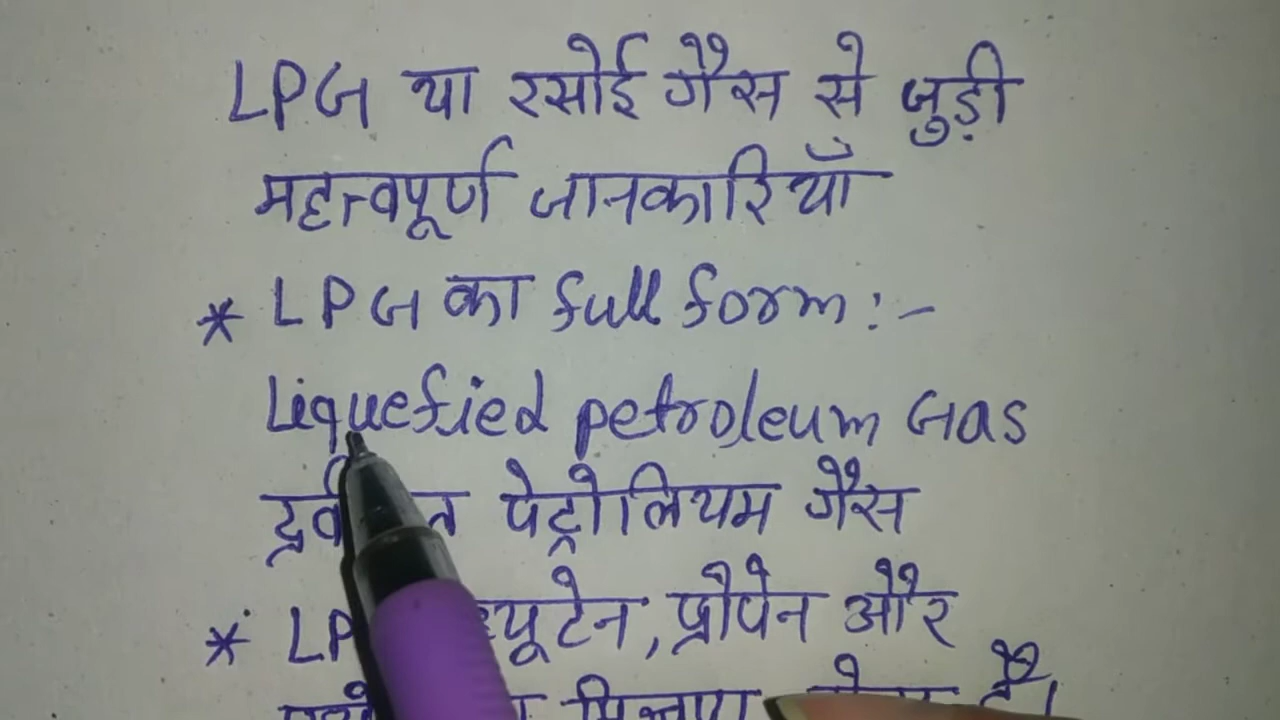 LPG या रसोई गैस से जुड़ी
महत्त्वपूर्ण जानकारियाँ
* LPG का full form :-
Liquefied petroleum Gas
पेट्रोलियम गैस
* प्रौपेन और
है।